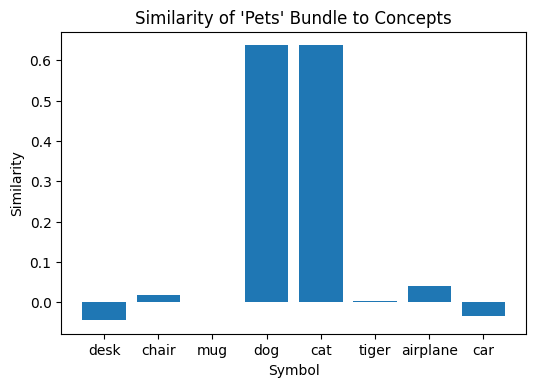 Similarity of 'Pets' Bundle to Concepts
0.6
0.5
0.4
0.3
0.2
0.1
0.0
Similarity
desk chair mug dog cat tiger airplane car
Symbol